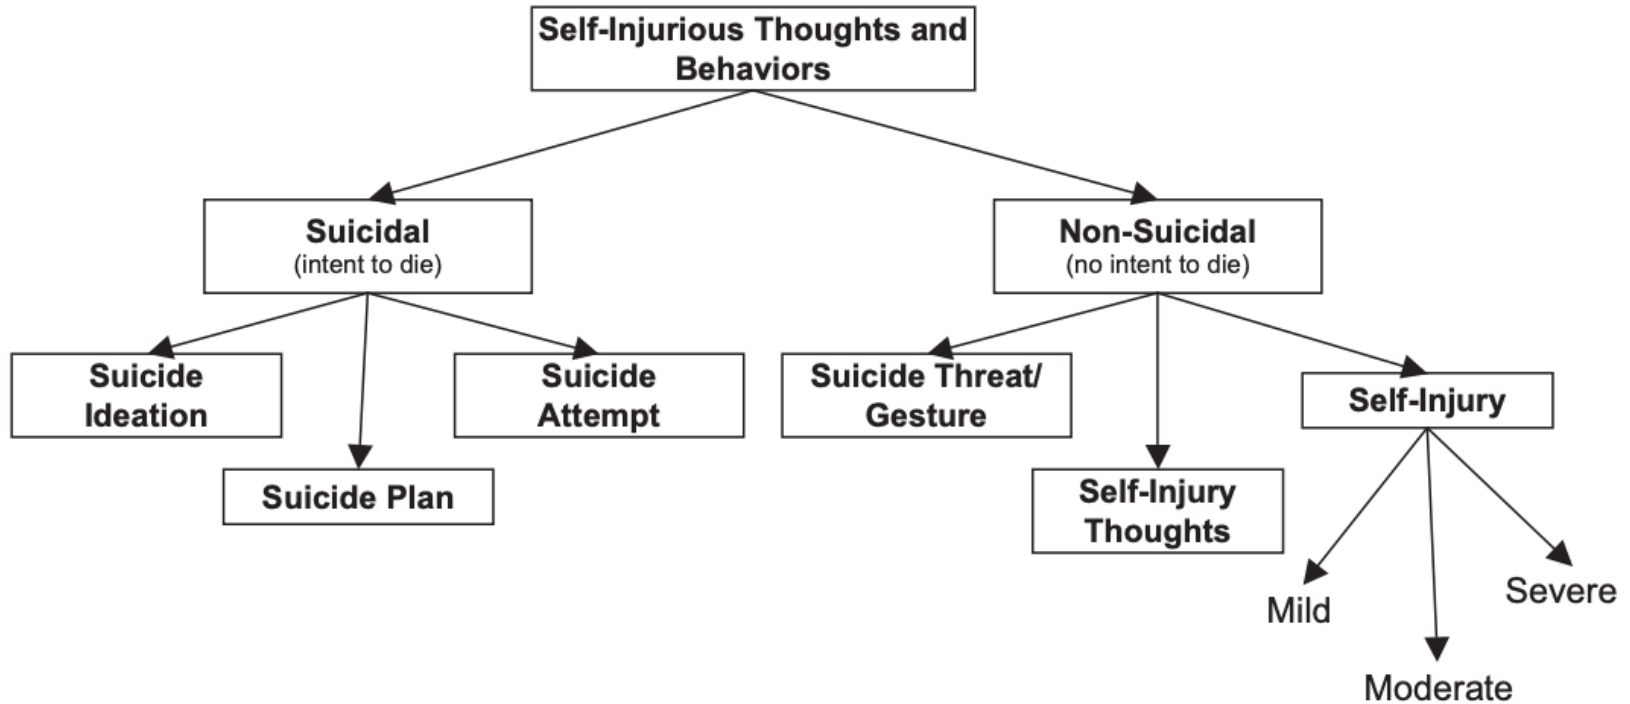 Self-Injurious Thoughts and
Behaviors
Suicidal
(intent to die)
Non-Suicidal
(no intent to die)
Suicide
Ideation
Suicide Plan
Suicide
Attempt
Suicide Threat/
Gesture
Self-Injury
Thoughts
Self-Injury
Mild
Moderate
Severe